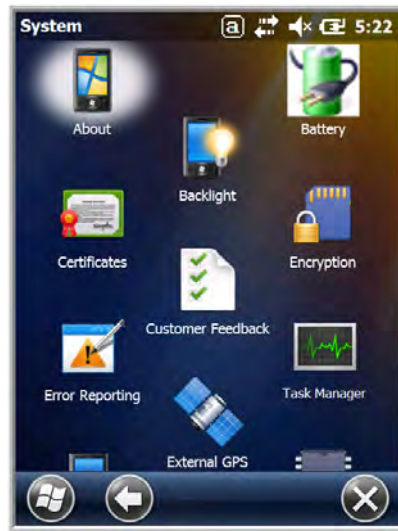 System a 5:22
About
Battery
Backlight
Certificates
Encryption
Customer Feedback
Error Reporting
Task Manager
External GPS